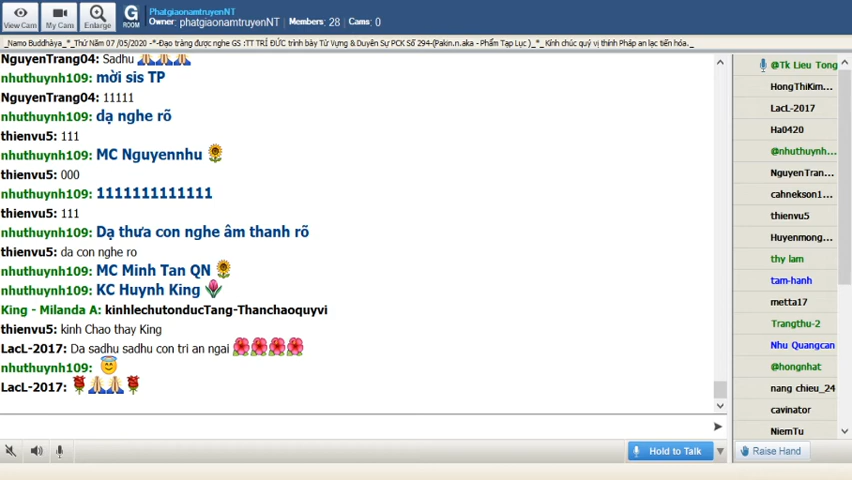 View Cam
My Cam
Enlarge
G
ROOM
PhatgiaonamtruyenNT
Owner: phatgiaonamtruyenNT Members: 28 Cams: 0
_Namo Buddhàya_*_Thứ Năm 07 /05/2020 -*-Đạo tràng được nghe GS :TT TRÍ ĐỨC trình bày Từ Vựng & Duyên Sự PCK Số 294-(Pakin.n.aka - Phẩm Tạp Lục )_*_ Kính chúc quý vị thính Pháp an lạc tiến hóa._
NguyenTrang04: Sadhu 🙏🙏🙏
nhuthuynh109: mời sis TP
NguyenTrang04: 11111
nhuthuynh109: dạ nghe rõ
thienvu5: 111
nhuthuynh109: MC Nguyennhu 🌻
thienvu5: 000
nhuthuynh109: 1111111111111
thienvu5: 111
nhuthuynh109: Dạ thưa con nghe âm thanh rõ
thienvu5: da con nghe ro
nhuthuynh109: MC Minh Tan QN 🌻
nhuthuynh109: KC Huynh King 🌷
King - Milanda A: kinhlechutonducTang-Thanchaoquyvi
thienvu5: kinh Chao thay King
LacL-2017: Da sadhu sadhu con tri an ngai 🌺🌺🌺🌺
nhuthuynh109: 😇
LacL-2017: 🌹🙏🙏🌹
Hold to Talk
@Tk Lieu Tong
HongThiKim...
LacL-2017
Ha0420
@nhuthuynh...
NguyenTran...
cahnekson1...
thienvu5
Huyenmong...
thy lam
tam-hanh
metta17
Trangthu-2
Nhu Quangcan
@hongnhat
nang chieu_24
cavinator
NiemTu
Raise Hand